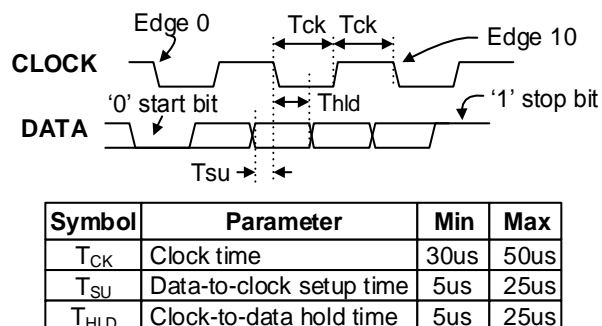 Edge 0
Tck Tck
Edge 10
CLOCK
Thld
'0' start bit
'1' stop bit
DATA
Tsu
Symbol Parameter Min Max
TCK Clock time 30us 50us
TSU Data-to-clock setup time 5us 25us
THLD Clock-to-data hold time 5us 25us